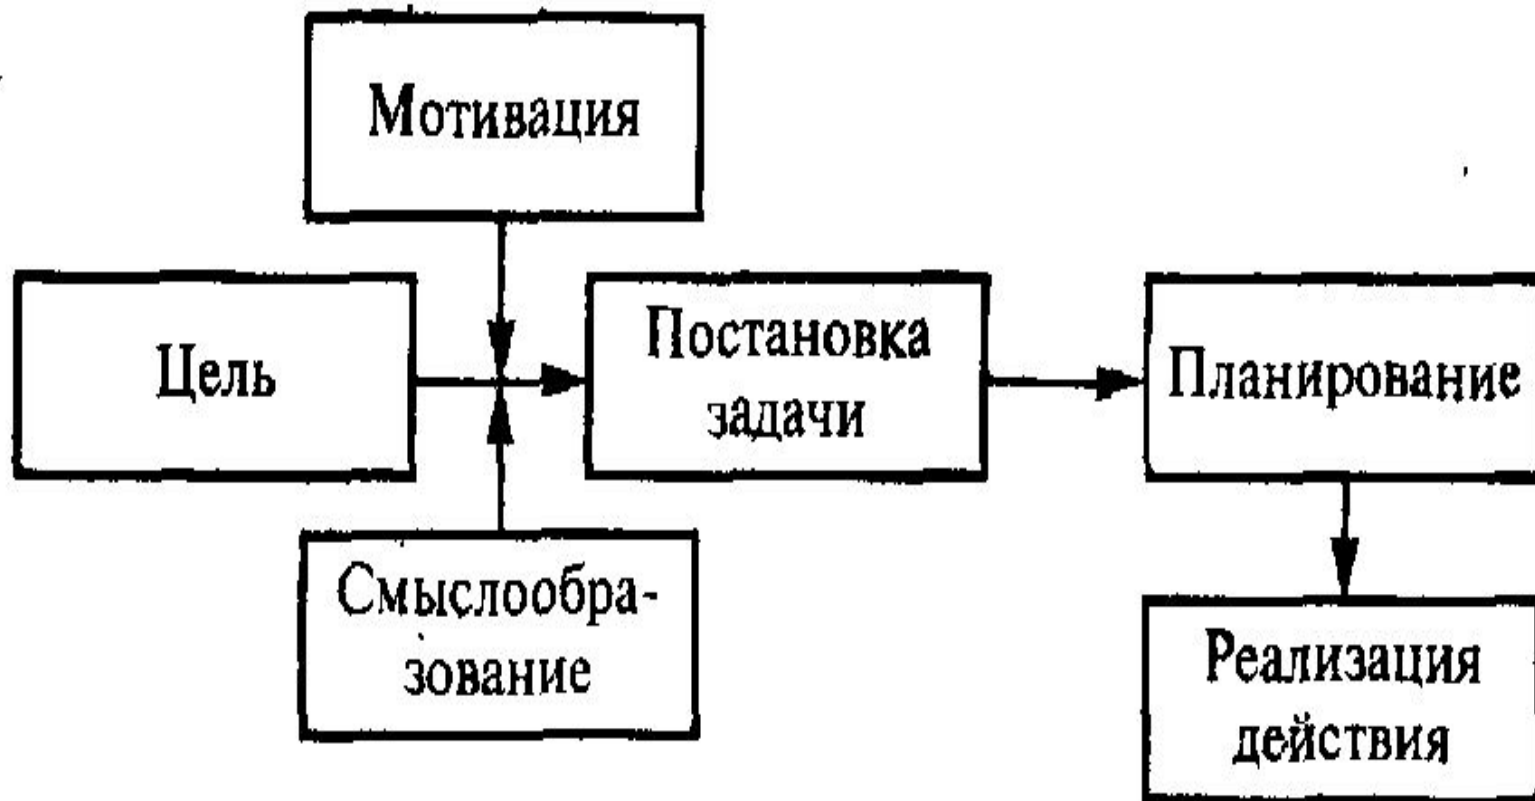 Мотивация
Цель
Постановка
задачи
Планирование
Смыслообра-
зование
Реализация
действия